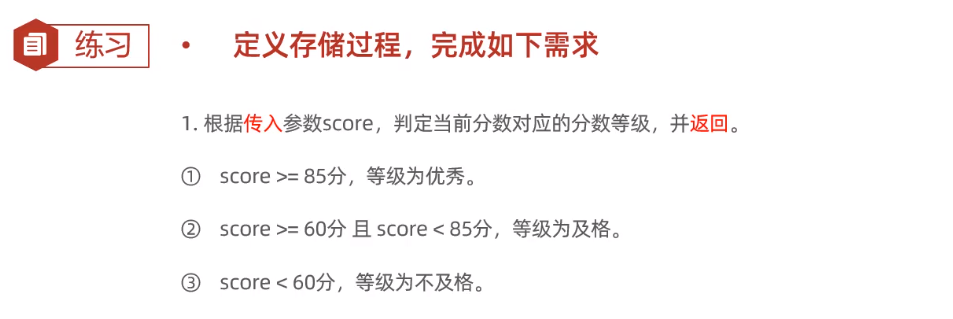 练习 • 定义存储过程，完成如下需求
1. 根据传入参数score，判定当前分数对应的分数等级，并返回。
① score >= 85分，等级为优秀。
② score >= 60分 且 score < 85分，等级为及格。
③ score < 60分，等级为不及格。